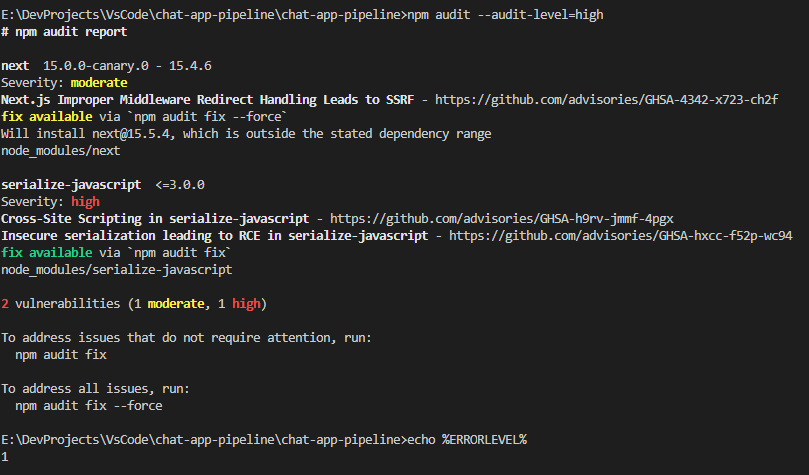 E:\DevProjects\VsCode\chat-app-pipeline\chat-app-pipeline>npm audit --audit-level=high
# npm audit report
next  15.0.0-canary.0 - 15.4.6
Severity: moderate
Next.js Improper Middleware Redirect Handling Leads to SSRF - https://github.com/advisories/GHSA-4342-x723-ch2f
fix available via `npm audit fix --force`
Will install next@15.5.4, which is outside the stated dependency range
node_modules/next
serialize-javascript  <=3.0.0
Severity: high
Cross-Site Scripting in serialize-javascript - https://github.com/advisories/GHSA-h9rv-jmmf-4pgx
Insecure serialization leading to RCE in serialize-javascript - https://github.com/advisories/GHSA-hxcc-f52p-wc94
fix available via `npm audit fix`
node_modules/serialize-javascript
2 vulnerabilities (1 moderate, 1 high)
To address issues that do not require attention, run:
  npm audit fix
To address all issues, run:
  npm audit fix --force
E:\DevProjects\VsCode\chat-app-pipeline\chat-app-pipeline>echo %ERRORLEVEL%
1